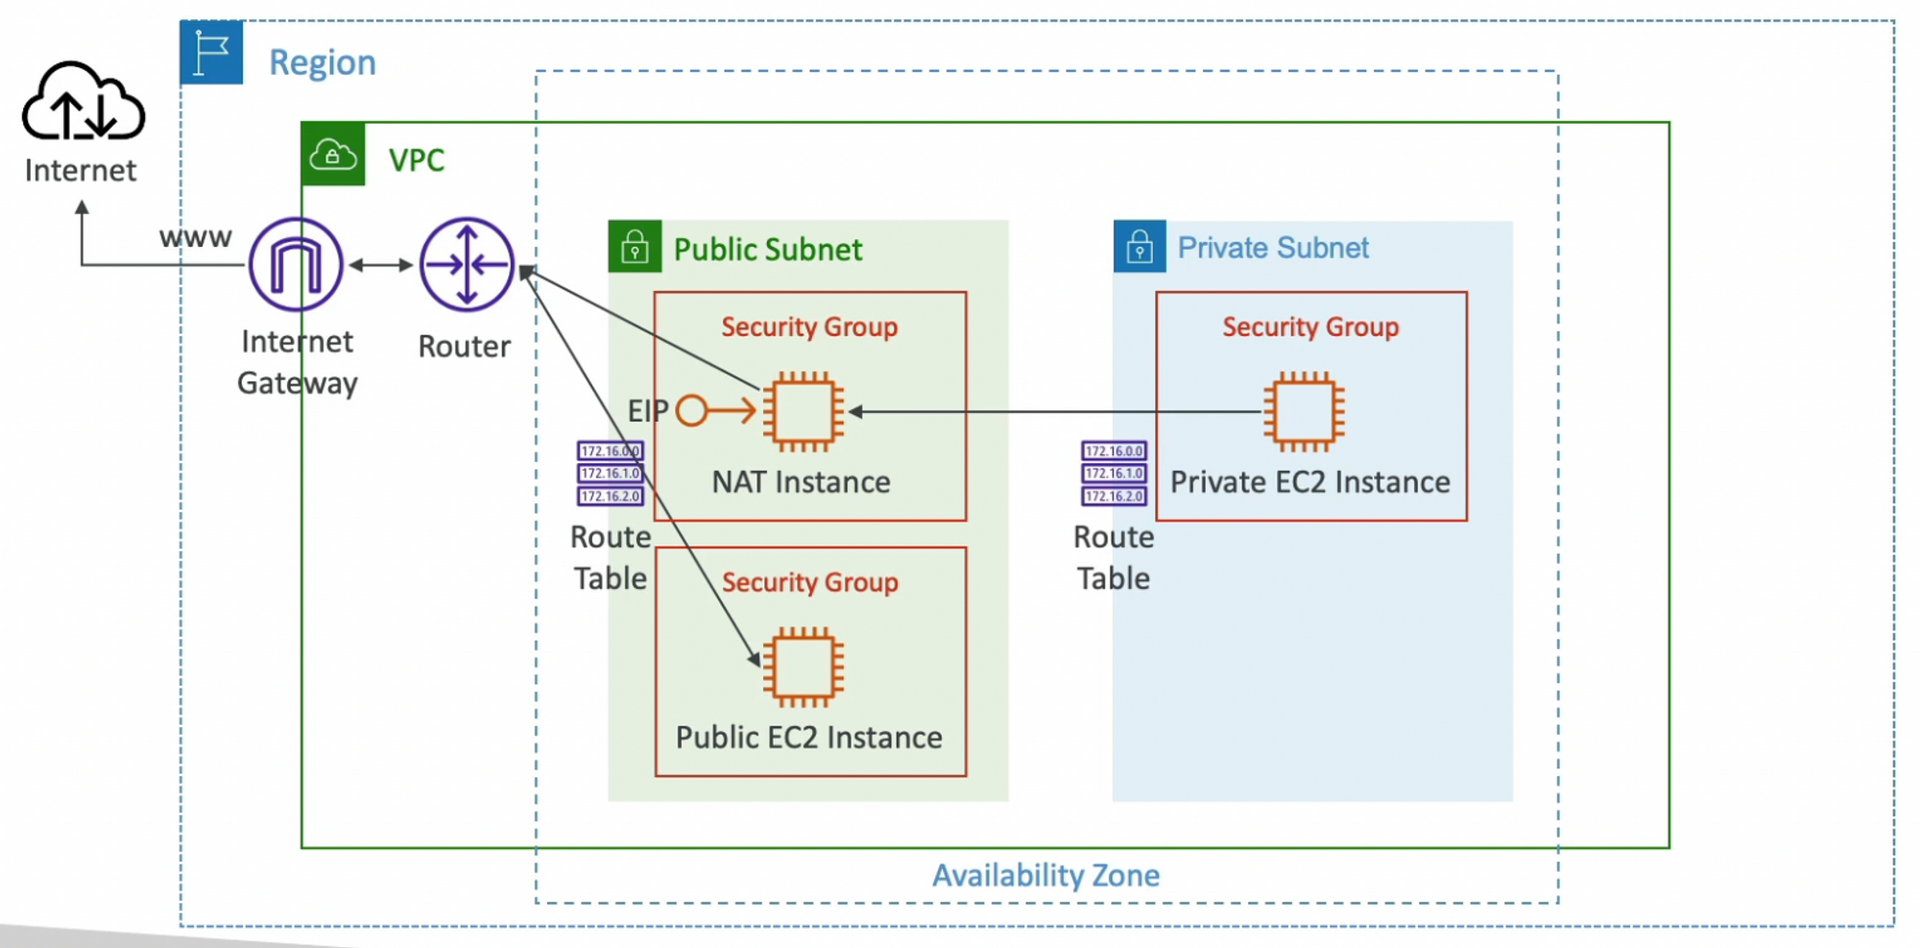 Region
Internet
VPC
www
Internet
Gateway
Router
Public Subnet
Security Group
EIP
NAT Instance
172.16.0.0
172.16.1.0
172.16.2.0
Route
Table
Security Group
Public EC2 Instance
Private Subnet
Security Group
Private EC2 Instance
172.16.0.0
172.16.1.0
172.16.2.0
Route
Table
Availability Zone